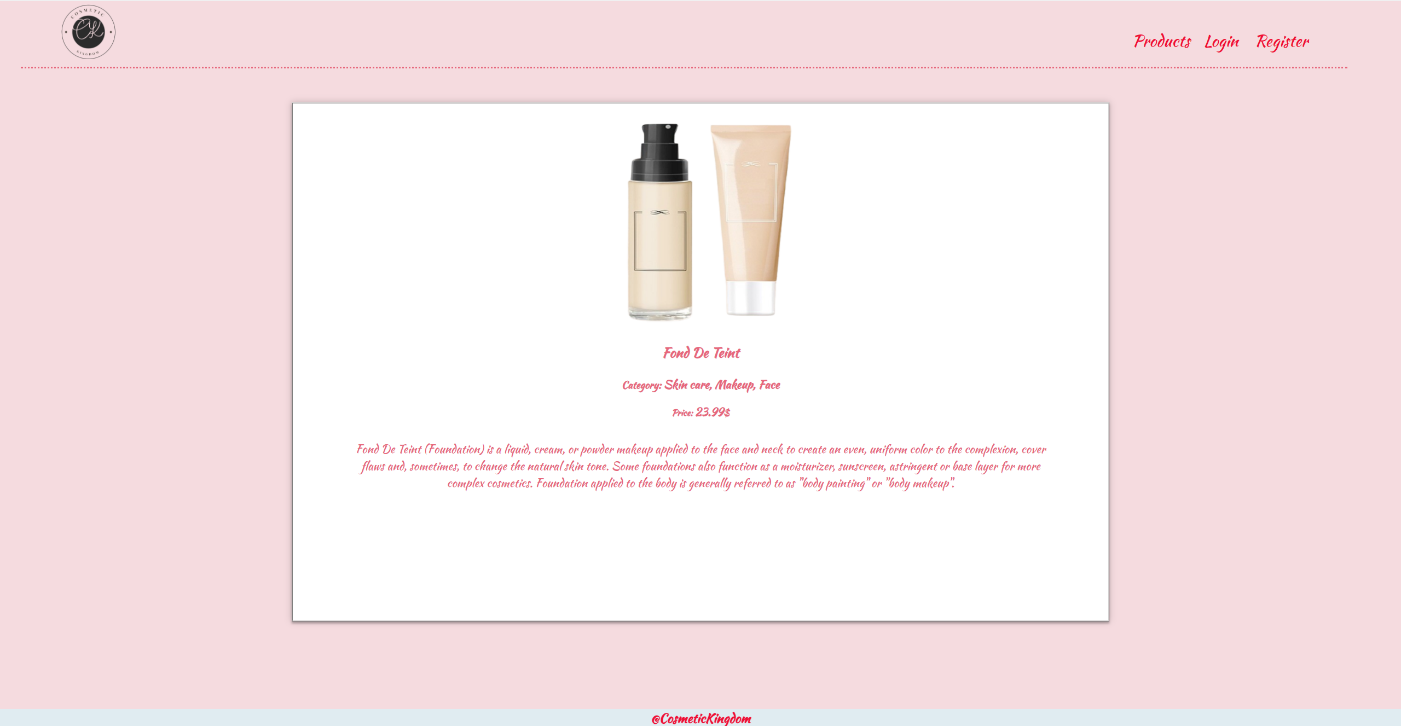 COSMETIC
CK
KINGDOM
Products Login Register
Fond De Teint
Category: Skin care, Makeup, Face
Price: 23.99$
Fond De Teint (Foundation) is a liquid, cream, or powder makeup applied to the face and neck to create an even, uniform color to the complexion, cover
flaws and, sometimes, to change the natural skin tone. Some foundations also function as a moisturizer, sunscreen, astringent or base layer for more
complex cosmetics. Foundation applied to the body is generally referred to as "body painting" or "body makeup".
@CosmeticKingdom